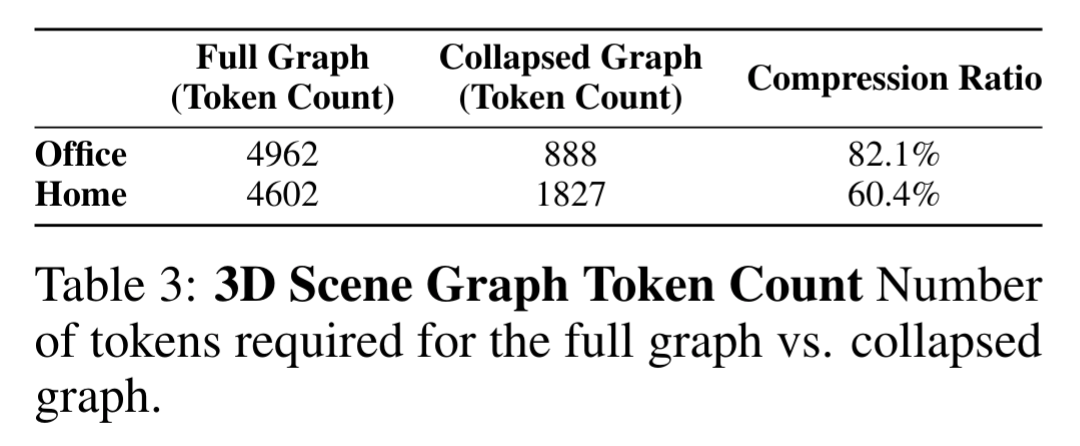 Full Graph Collapsed Graph Compression Ratio
(Token Count) (Token Count)
Office 4962 888 82.1%
Home 4602 1827 60.4%
Table 3: 3D Scene Graph Token Count Number
of tokens required for the full graph vs. collapsed
graph.